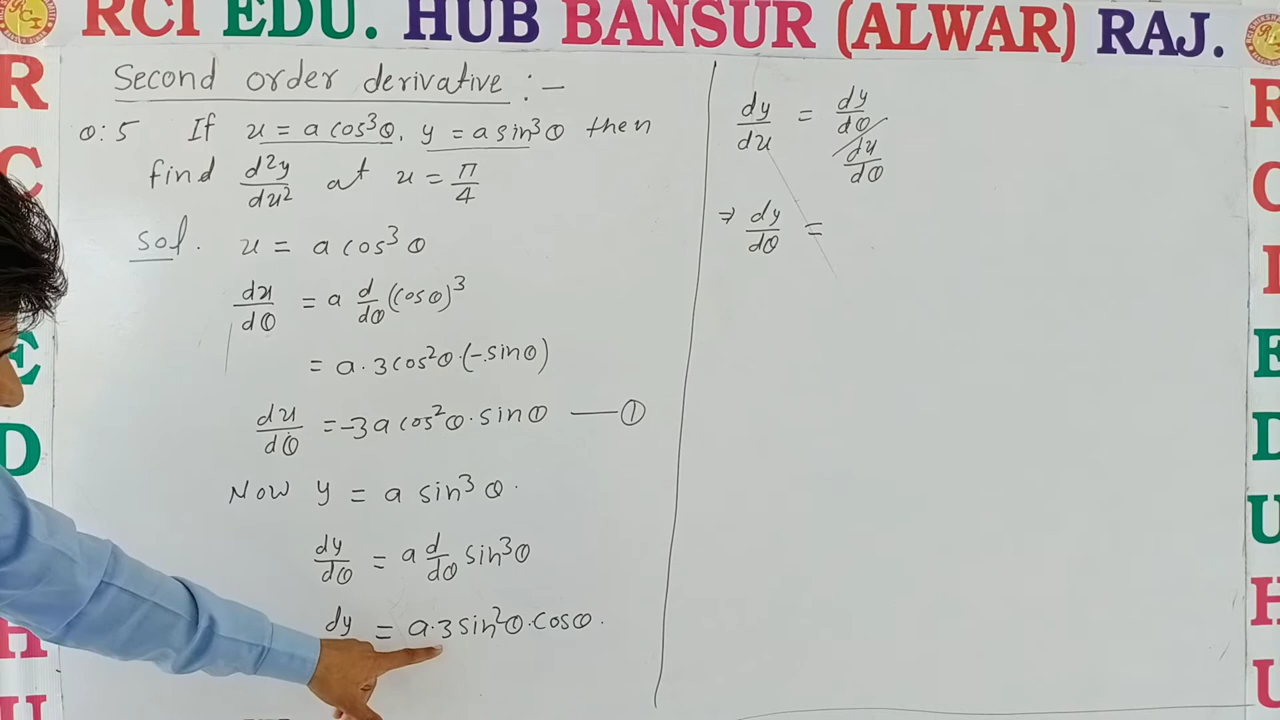 RCI EDU. HUB BANSUR (ALWAR) RAJ.
R
C
E
D
H
U
Second order derivative :-
Q:5 If x = a cos³θ, y = a sin³θ then
find d²y/dx² at x = π/4
Sol. x = a cos³ θ
dx/dθ = a d/dθ (cosθ)³
= a·3cos²θ·(-sinθ)
dx/dθ = -3a cos²θ·sinθ —— ①
Now y = a sin³ θ.
dy/dθ = a d/dθ sin³θ
dy = a·3sin²θ·cosθ.
dy/dx = dy/dθ / dx/dθ
⇒ dy/dθ =
R
C
I
E
D
U
H
U